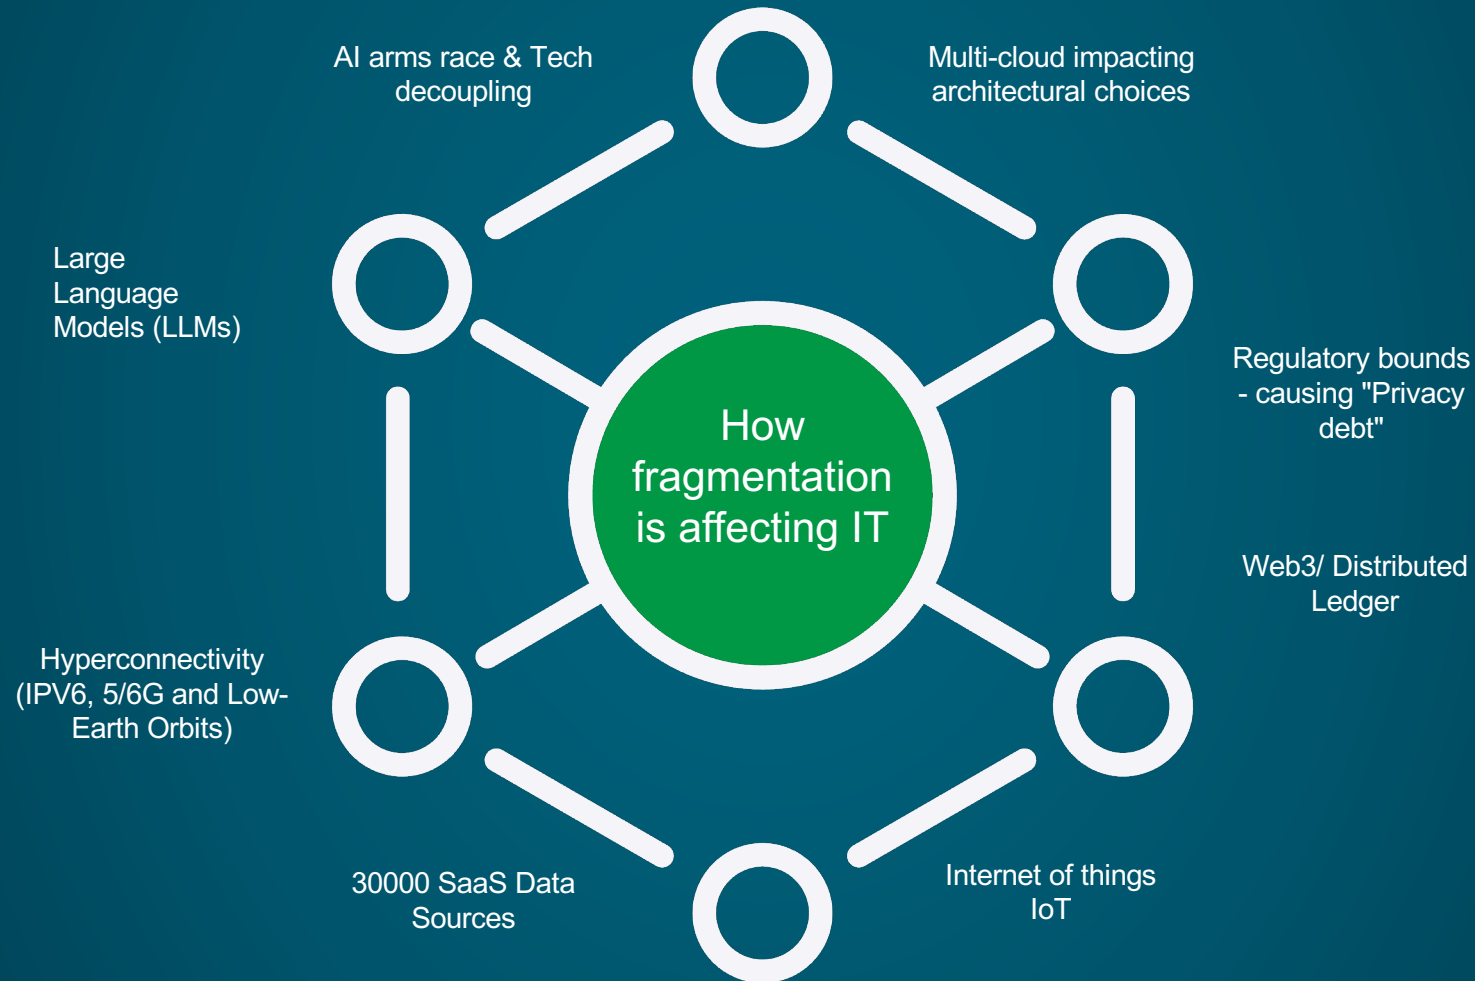 AI arms race & Tech
decoupling
Multi-cloud impacting
architectural choices
Large
Language
Models (LLMs)
Regulatory bounds
- causing "Privacy
debt"
How
fragmentation
is affecting IT
Web3/ Distributed
Ledger
Hyperconnectivity
(IPV6, 5/6G and Low-
Earth Orbits)
30000 SaaS Data
Sources
Internet of things
IoT